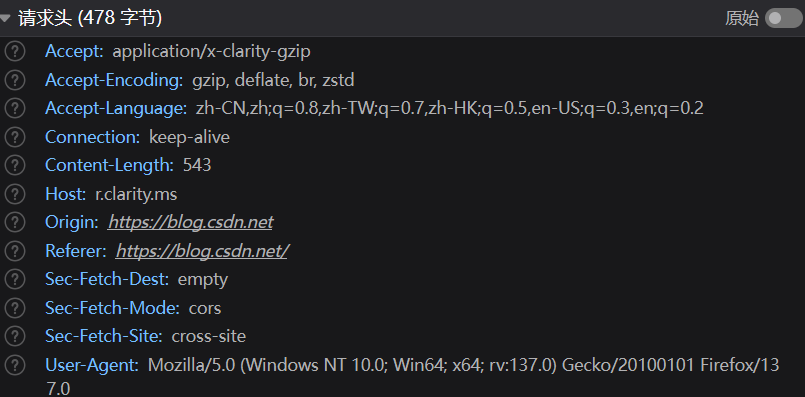 请求头 (478 字节) 原始
? Accept: application/x-clarity-gzip
? Accept-Encoding: gzip, deflate, br, zstd
? Accept-Language: zh-CN,zh;q=0.8,zh-TW;q=0.7,zh-HK;q=0.5,en-US;q=0.3,en;q=0.2
? Connection: keep-alive
? Content-Length: 543
? Host: r.clarity.ms
? Origin: https://blog.csdn.net
? Referer: https://blog.csdn.net/
? Sec-Fetch-Dest: empty
? Sec-Fetch-Mode: cors
? Sec-Fetch-Site: cross-site
? User-Agent: Mozilla/5.0 (Windows NT 10.0; Win64; x64; rv:137.0) Gecko/20100101 Firefox/13
7.0